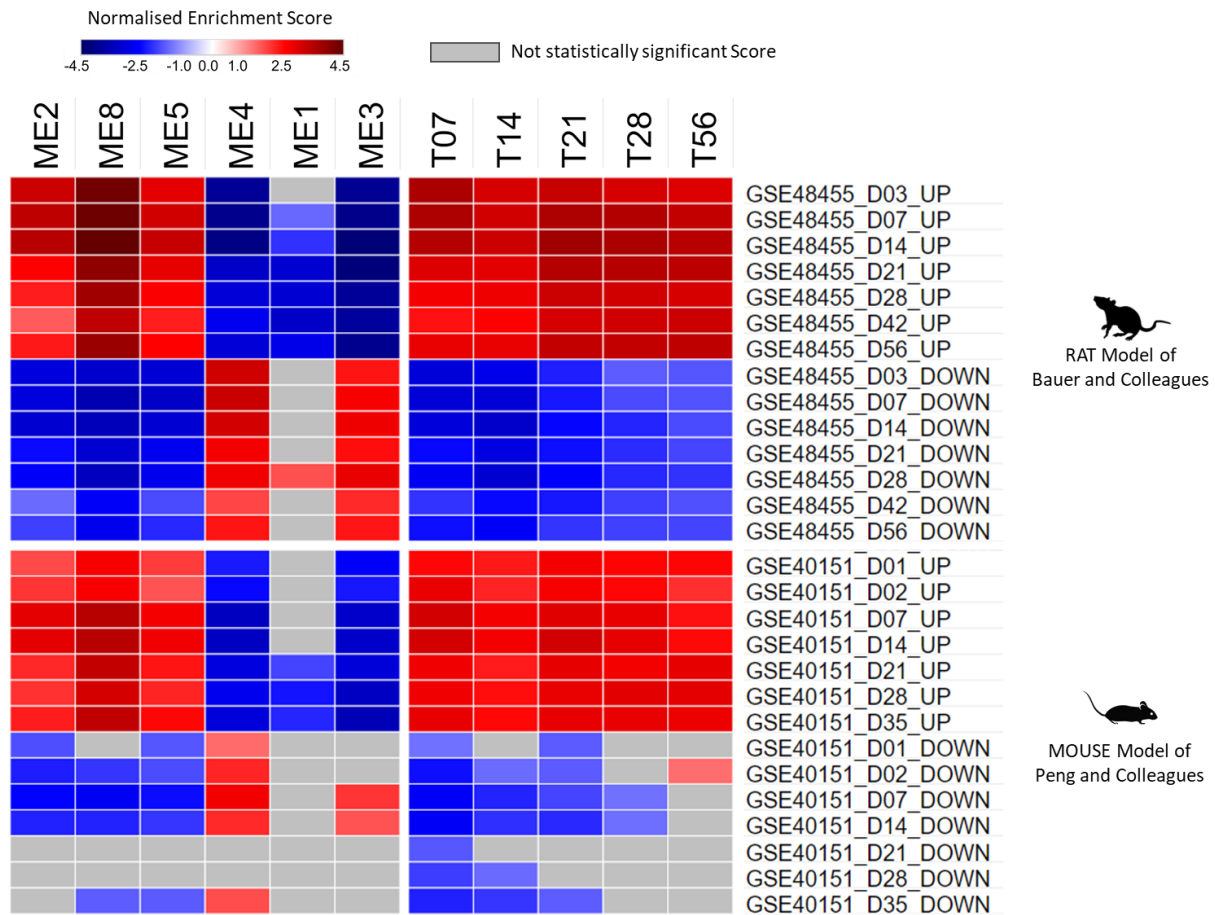 Normalised Enrichment Score
-4.5 -2.5 -1.0 0.0 1.0 2.5 4.5
Not statistically significant Score
ME2 ME8 ME5 ME4 ME1 ME3 T07 T14 T21 T28 T56
GSE48455_D03_UP
GSE48455_D07_UP
GSE48455_D14_UP
GSE48455_D21_UP
GSE48455_D28_UP
GSE48455_D42_UP
GSE48455_D56_UP
GSE48455_D03_DOWN
GSE48455_D07_DOWN
GSE48455_D14_DOWN
GSE48455_D21_DOWN
GSE48455_D28_DOWN
GSE48455_D42_DOWN
GSE48455_D56_DOWN
RAT Model of
Bauer and Colleagues
GSE40151_D01_UP
GSE40151_D02_UP
GSE40151_D07_UP
GSE40151_D14_UP
GSE40151_D21_UP
GSE40151_D28_UP
GSE40151_D35_UP
GSE40151_D01_DOWN
GSE40151_D02_DOWN
GSE40151_D07_DOWN
GSE40151_D14_DOWN
GSE40151_D21_DOWN
GSE40151_D28_DOWN
GSE40151_D35_DOWN
MOUSE Model of
Peng and Colleagues